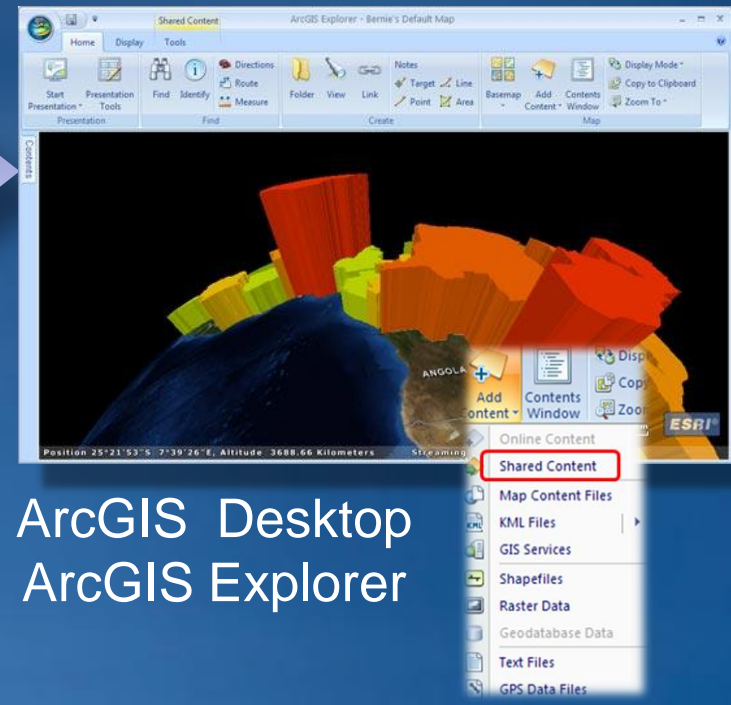 Shared Content ArcGIS Explorer - Bernie's Default Map
Home Display Tools
Start Presentation
Presentation Tools
Presentation
Find Identify
Directions
Route
Measure
Find
Folder View Link
Notes
Target Line
Point Area
Create
Basemap Add Content Contents Window
Display Mode
Copy to Clipboard
Zoom To
Map
Contents
ANGOLA
Position 25°21'53"S 7°39'26"E, Altitude 3688.66 Kilometers Streaming
ESRI®
Add Contents
Content Window
Online Content
Shared Content
Map Content Files
KML KML Files
GIS Services
Shapefiles
Raster Data
Geodatabase Data
Text Files
GPS Data Files
ArcGIS Desktop
ArcGIS Explorer